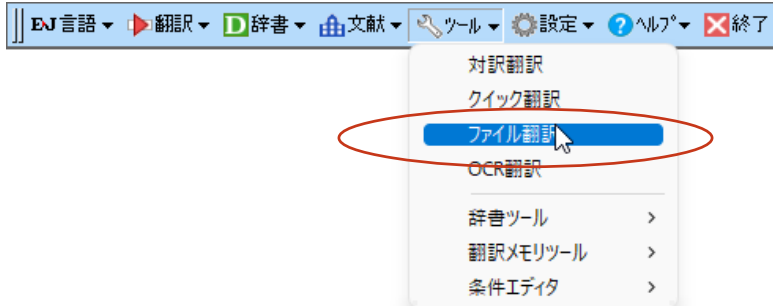 EJ言語 ▼ 翻訳 ▼ D辞書 ▼ 文献 ▼ ツール ▼ 設定 ▼ ?ヘルプ ▼ 終了
対訳翻訳
クイック翻訳
ファイル翻訳
OCR翻訳
辞書ツール >
翻訳メモリツール >
条件エディタ >